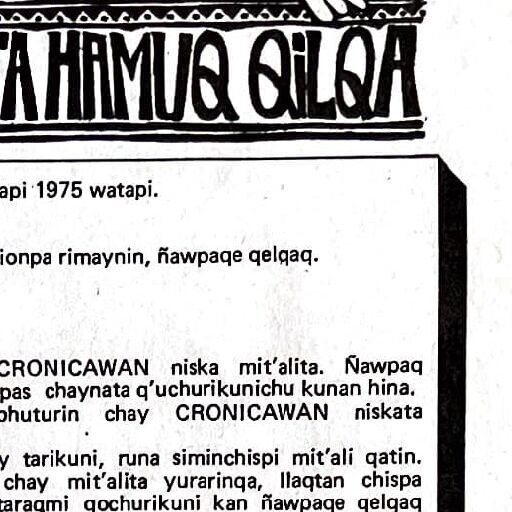 TA HAMUQ QiLQA
api 1975 watapi.
ionpa rimaynin, ñawpaqe qelqaq.
CRONICAWAN niska mit'alita. Ñawpaq
pas chaynata q'uchurikunichu kunan hina.
phuturin chay CRONICAWAN niskata
y tarikuni, runa siminchispi mit'ali qatin.
chay mit'alita yurarinqa, llaqtan chispa
taraqmi qochurikuni kan ñawpaqe qelqaq